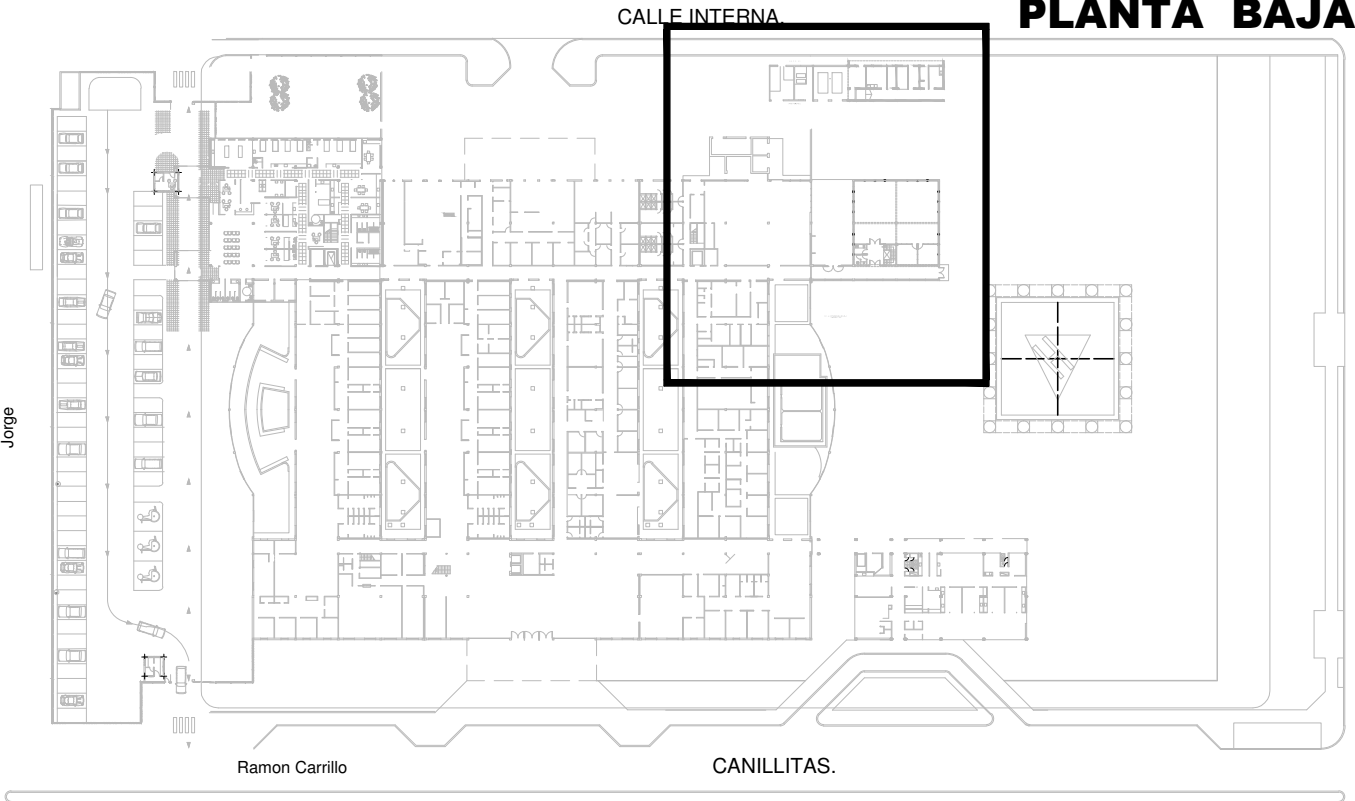 CALLE INTERNA.
PLANTA BAJA
Jorge
Ramon Carrillo
CANILLITAS.